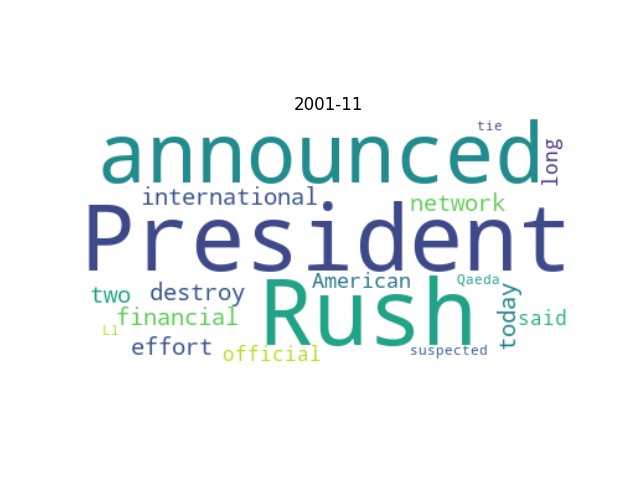 2001-11
tie
announced
long
international
network
President
American
Qaeda
two
destroy
Rush
today
financial
said
L1
effort
official
suspected